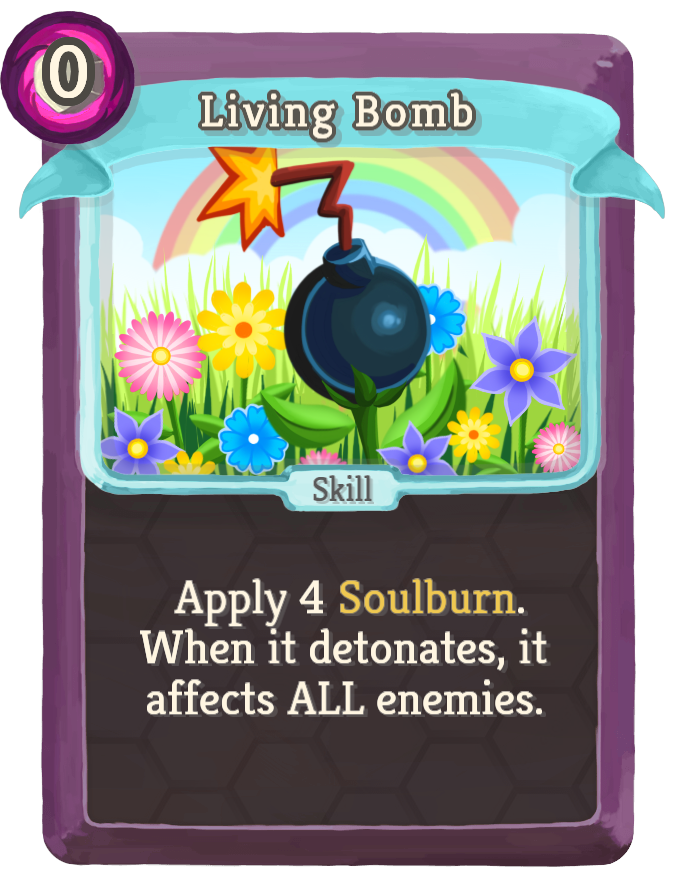 0
Living Bomb
Skill
Apply 4 Soulburn.
When it detonates, it
affects ALL enemies.